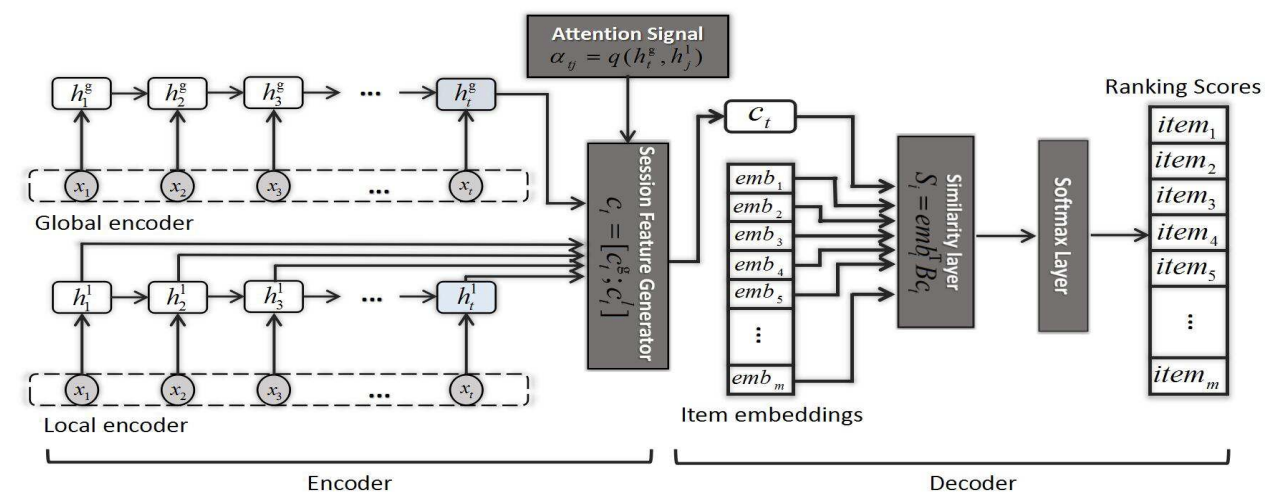 Attention Signal
α_tj = q(h_t^g, h_j^l)
h_1^g h_2^g h_3^g ... h_t^g
x_1 x_2 x_3 ... x_t
Global encoder
h_1^l h_2^l h_3^l ... h_t^l
x_1 x_2 x_3 ... x_t
Local encoder
Encoder
Session Feature Generator
c_t = [c_t^g; c_t^l]
c_t
emb_1
emb_2
emb_3
emb_4
emb_5
...
emb_m
Item embeddings
Similarity layer
S_i = emb_i^T B c_t
Softmax Layer
Ranking Scores
item_1
item_2
item_3
item_4
item_5
...
item_m
Decoder